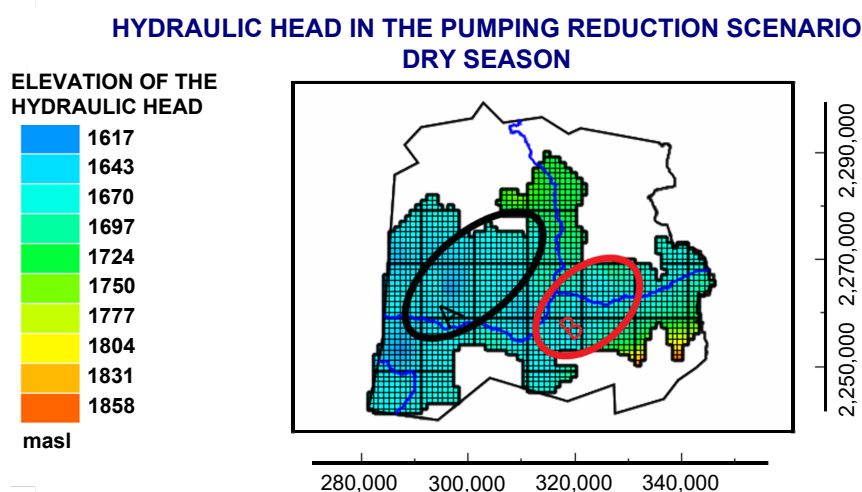 HYDRAULIC HEAD IN THE PUMPING REDUCTION SCENARIO
DRY SEASON
ELEVATION OF THE
HYDRAULIC HEAD
1617
1643
1670
1697
1724
1750
1777
1804
1831
1858
masl
A
B
2,290,000
2,270,000
2,250,000
280,000 300,000 320,000 340,000